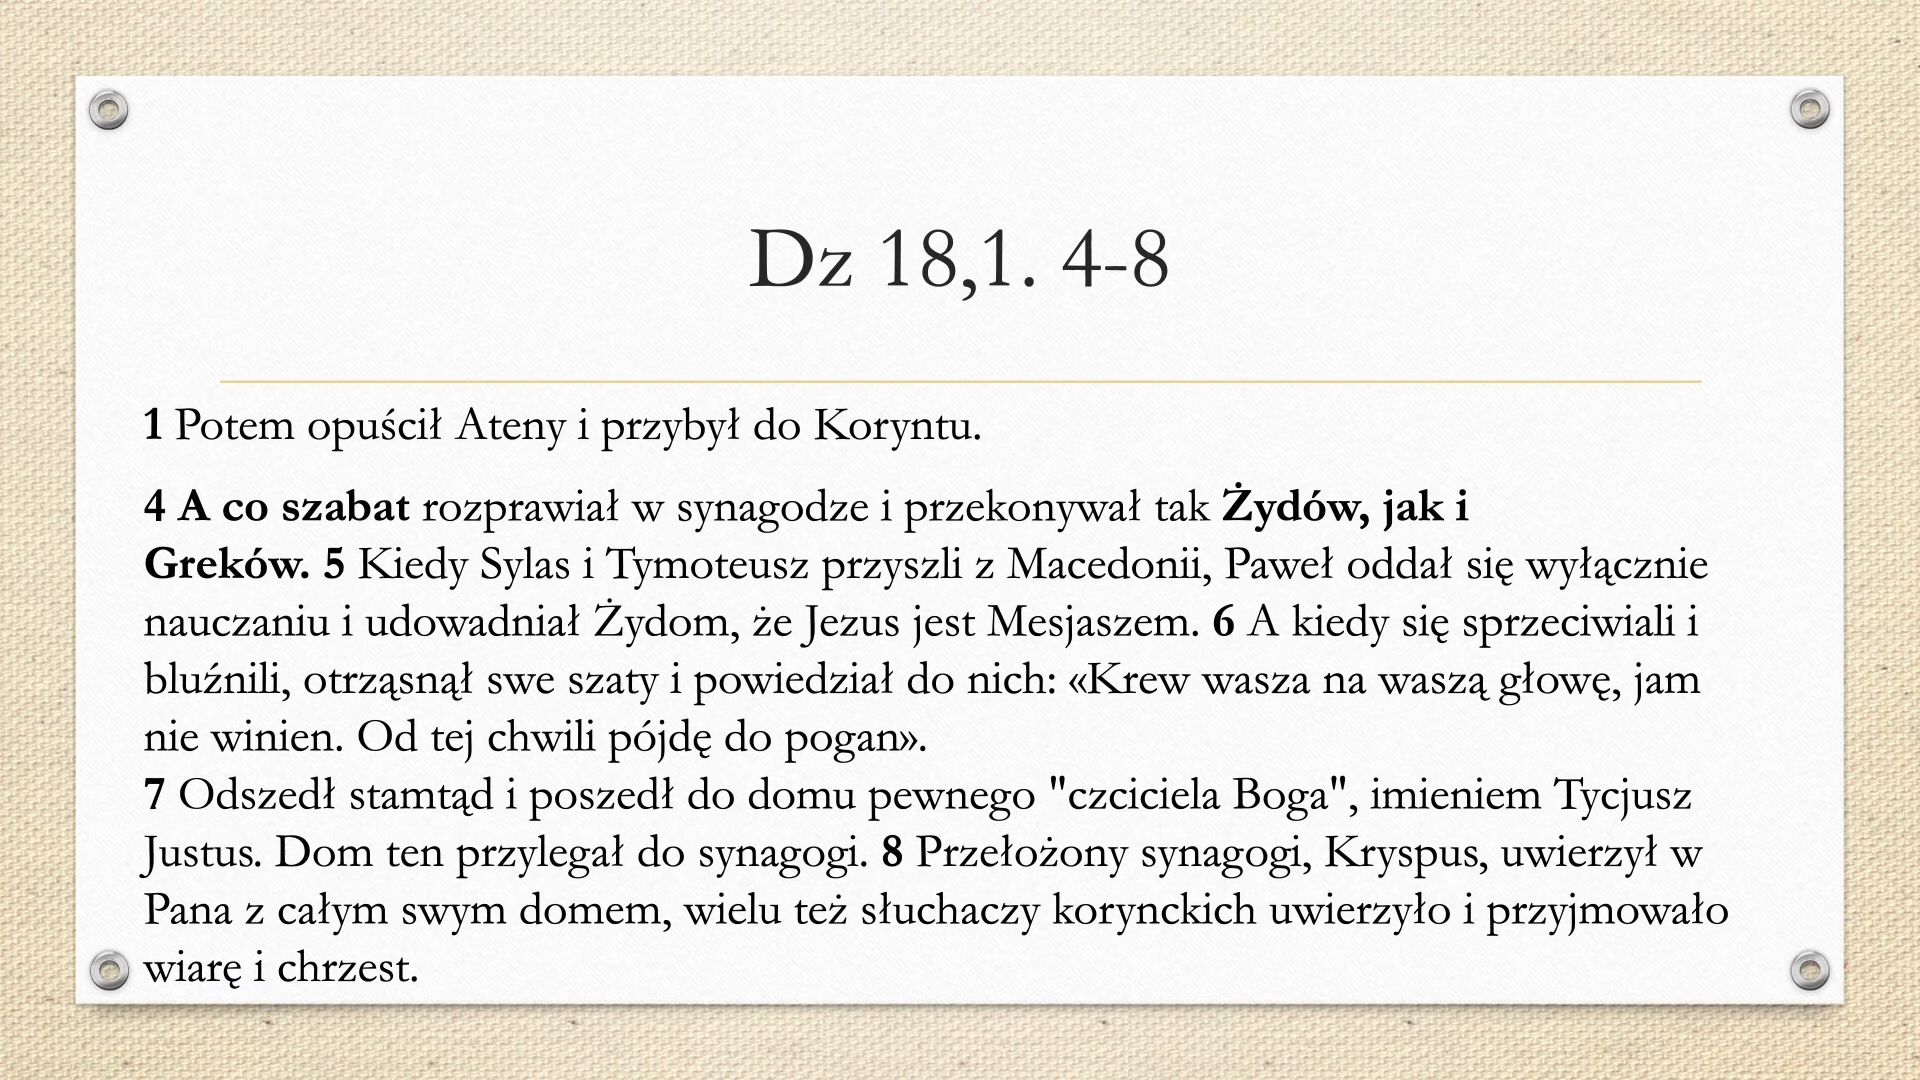 Dz 18,1. 4-8
1 Potem opuścił Ateny i przybył do Koryntu.
4 A co szabat rozprawiał w synagodze i przekonywał tak Żydów, jak i
Greków. 5 Kiedy Sylas i Tymoteusz przyszli z Macedonii, Paweł oddał się wyłącznie
nauczaniu i udowadniał Żydom, że Jezus jest Mesjaszem. 6 A kiedy się sprzeciwiali i
bluźnili, otrząsnął swe szaty i powiedział do nich: «Krew wasza na waszą głowę, jam
nie winien. Od tej chwili pójdę do pogan».
7 Odszedł stamtąd i poszedł do domu pewnego "czciciela Boga", imieniem Tycjusz
Justus. Dom ten przylegał do synagogi. 8 Przełożony synagogi, Kryspus, uwierzył w
Pana z całym swym domem, wielu też słuchaczy korynckich uwierzyło i przyjmowało
wiarę i chrzest.